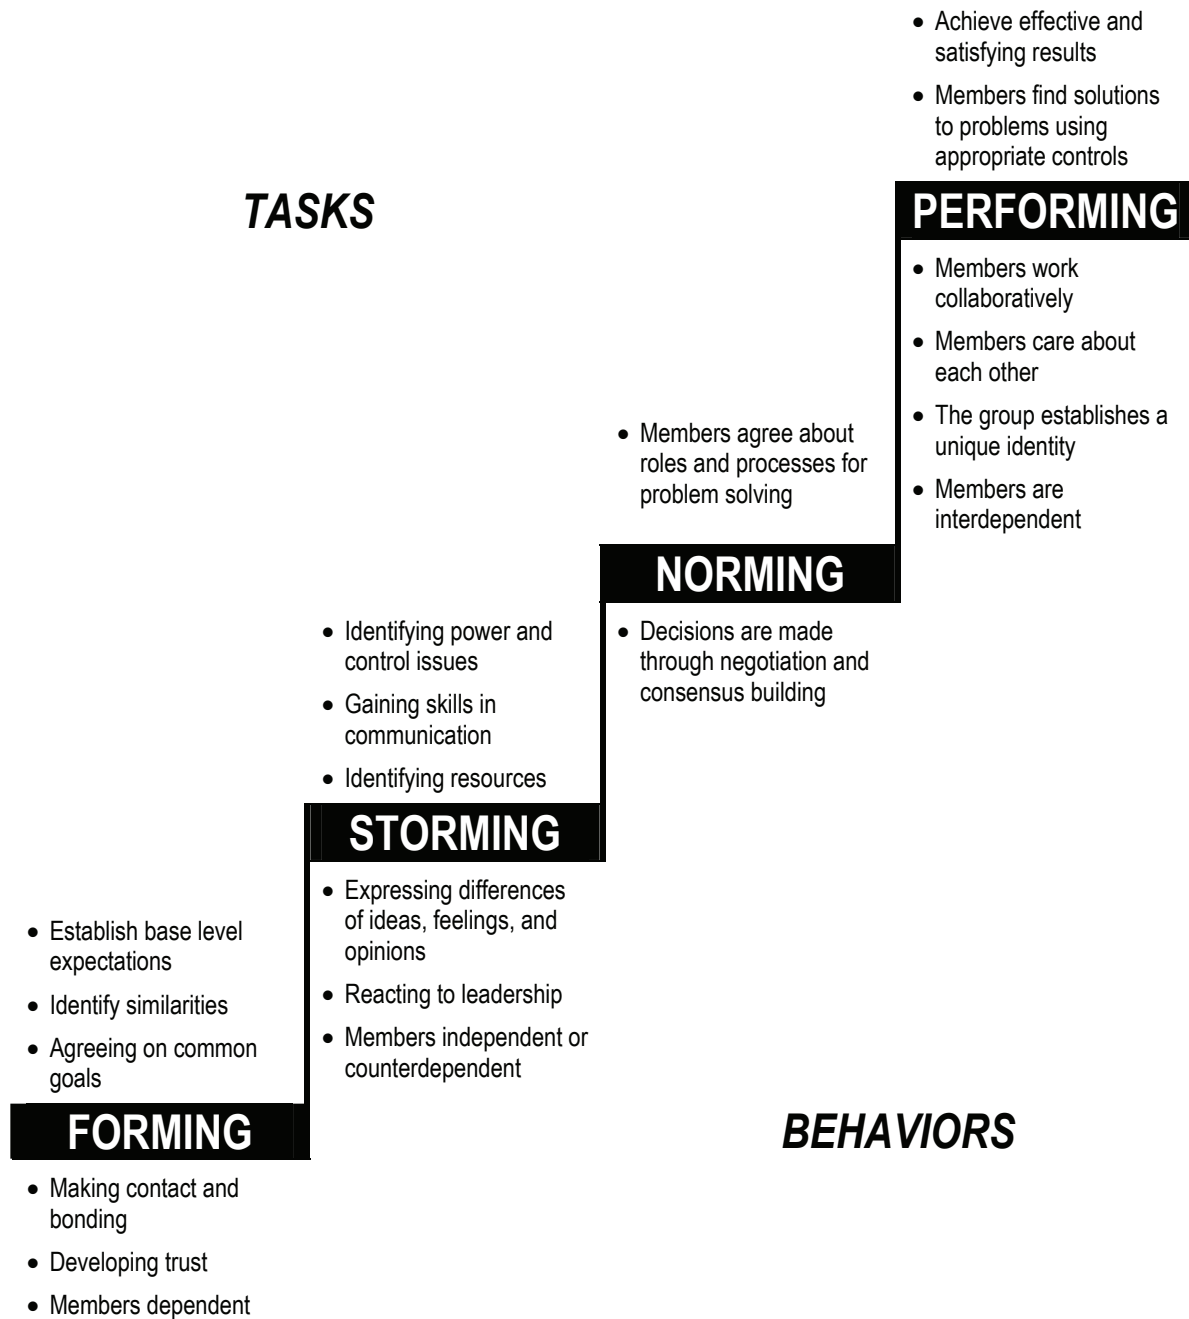 • Achieve effective and
satisfying results
• Members find solutions
to problems using
appropriate controls
TASKS
PERFORMING
• Members work
collaboratively
• Members care about
each other
• The group establishes a
unique identity
• Members are
interdependent
• Members agree about
roles and processes for
problem solving
NORMING
• Decisions are made
through negotiation and
consensus building
• Identifying power and
control issues
• Gaining skills in
communication
• Identifying resources
STORMING
• Expressing differences
of ideas, feelings, and
opinions
• Reacting to leadership
• Members independent or
counterdependent
• Establish base level
expectations
• Identify similarities
• Agreeing on common
goals
FORMING
BEHAVIORS
• Making contact and
bonding
• Developing trust
• Members dependent